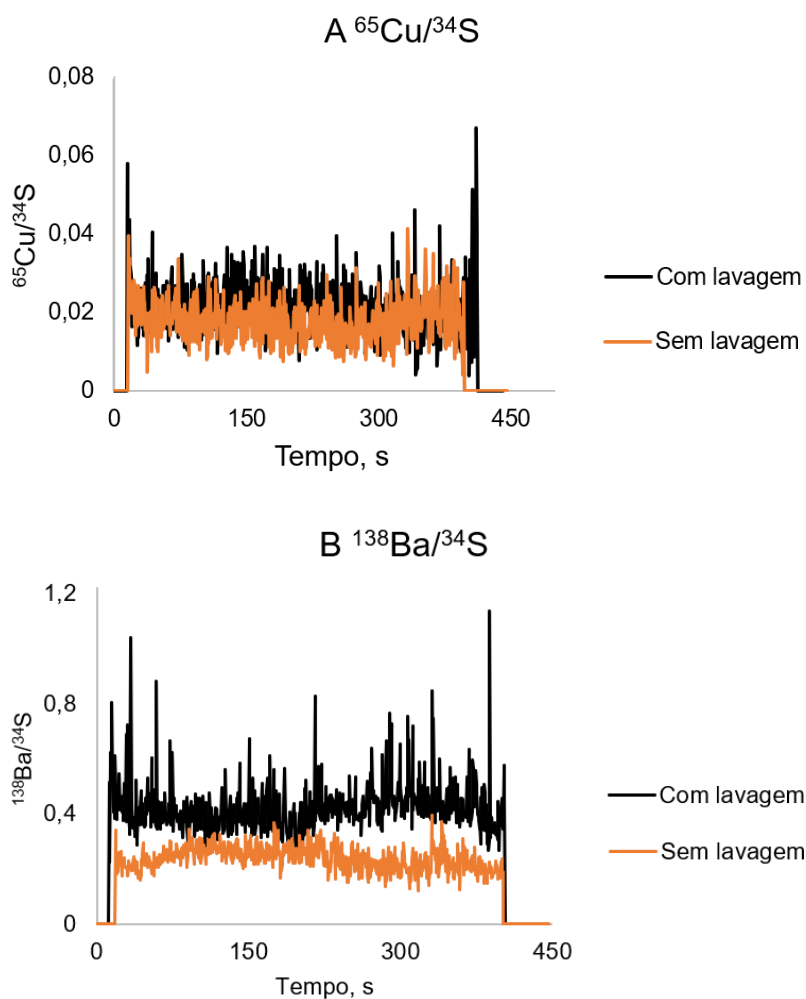 A ⁶⁵Cu/³⁴S
0,08
0,06
0,04
0,02
0
⁶⁵Cu/³⁴S
0 150 300 450
Tempo, s
Com lavagem
Sem lavagem
B ¹³⁸Ba/³⁴S
1,2
0,8
0,4
0
¹³⁸Ba/³⁴S
0 150 300 450
Tempo, s
Com lavagem
Sem lavagem